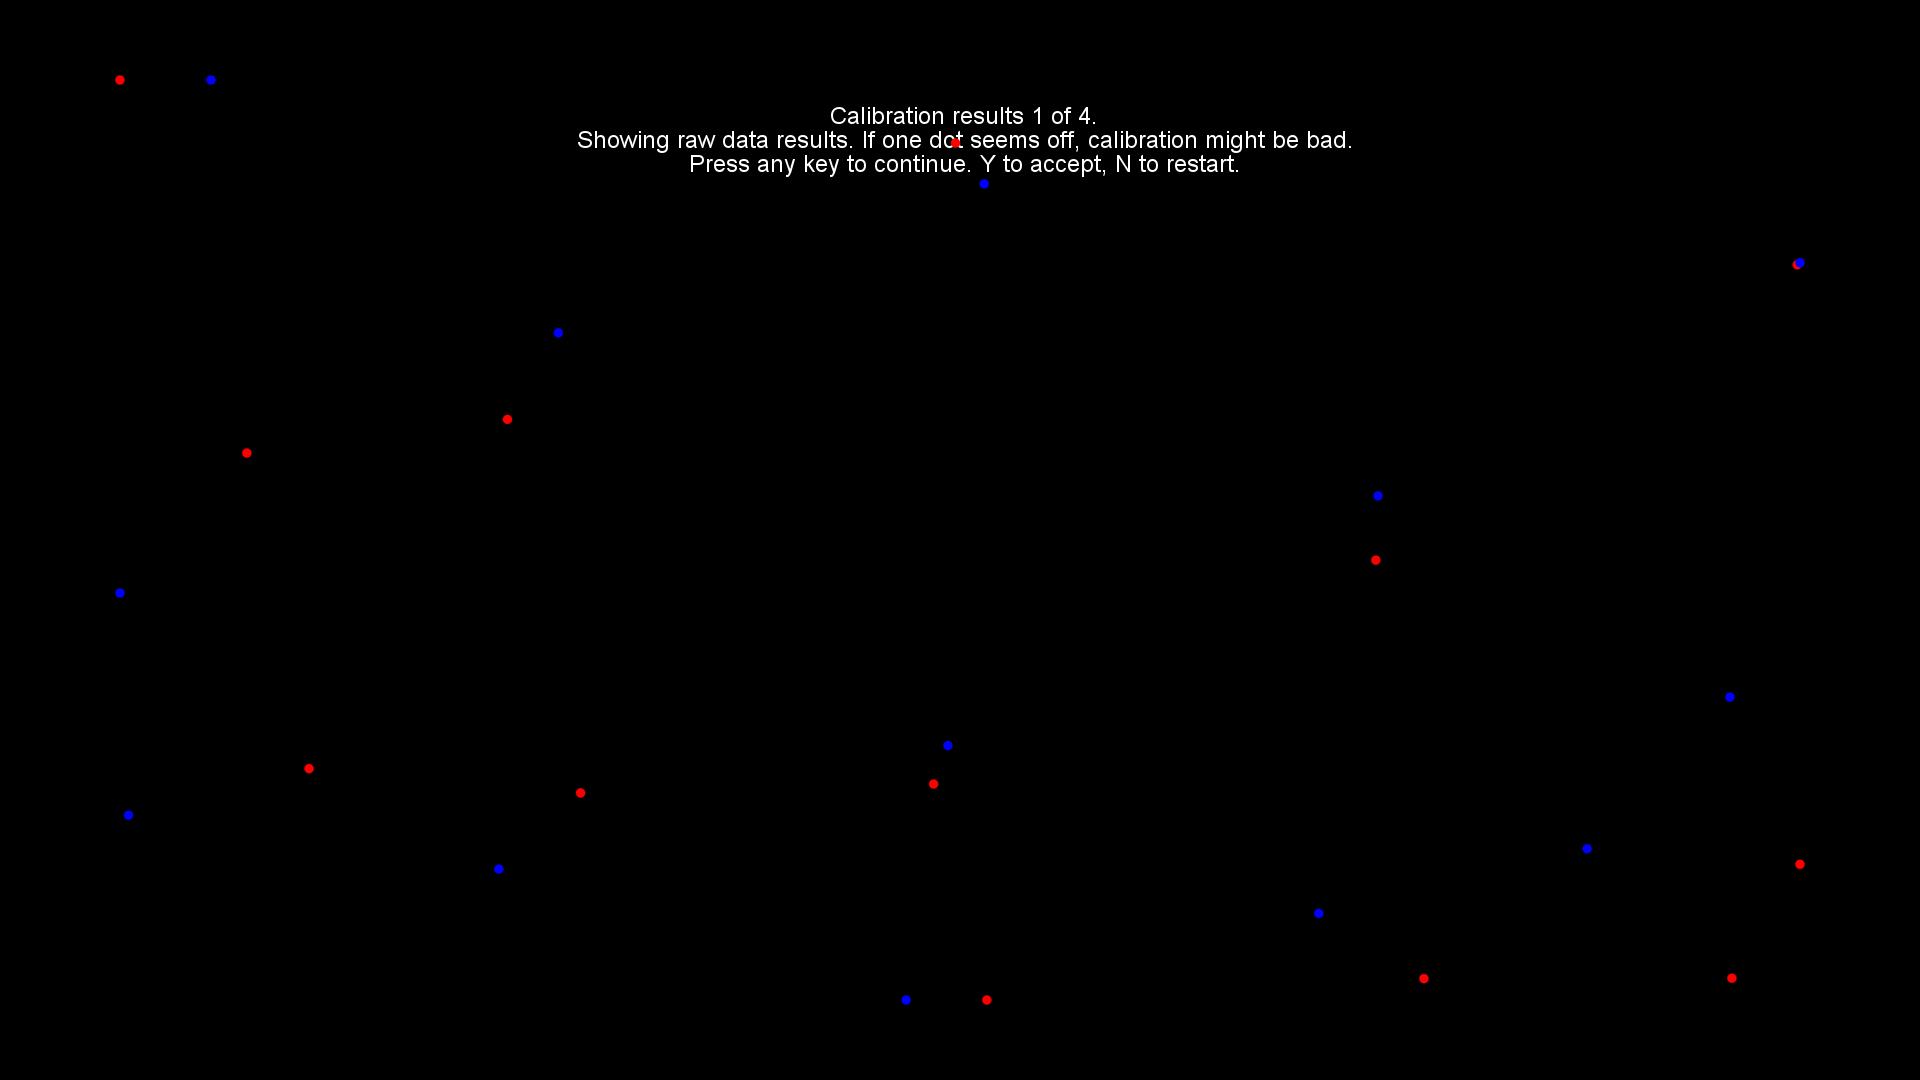 Calibration results 1 of 4.
Showing raw data results. If one dot seems off, calibration might be bad.
Press any key to continue. Y to accept, N to restart.